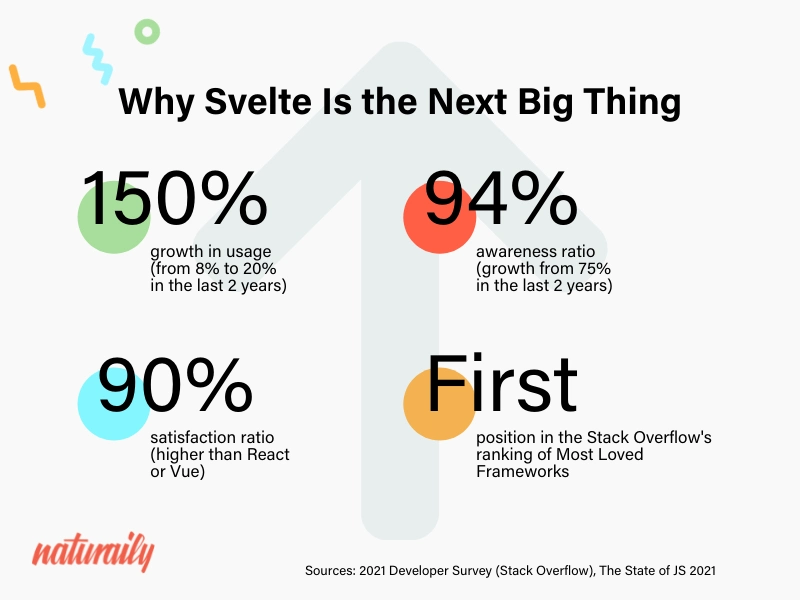 Why Svelte Is the Next Big Thing
150%
growth in usage
(from 8% to 20%
in the last 2 years)
94%
awareness ratio
(growth from 75%
in the last 2 years)
90%
satisfaction ratio
(higher than React
or Vue)
First
position in the Stack Overflow's
ranking of Most Loved
Frameworks
naturaily
Sources: 2021 Developer Survey (Stack Overflow), The State of JS 2021